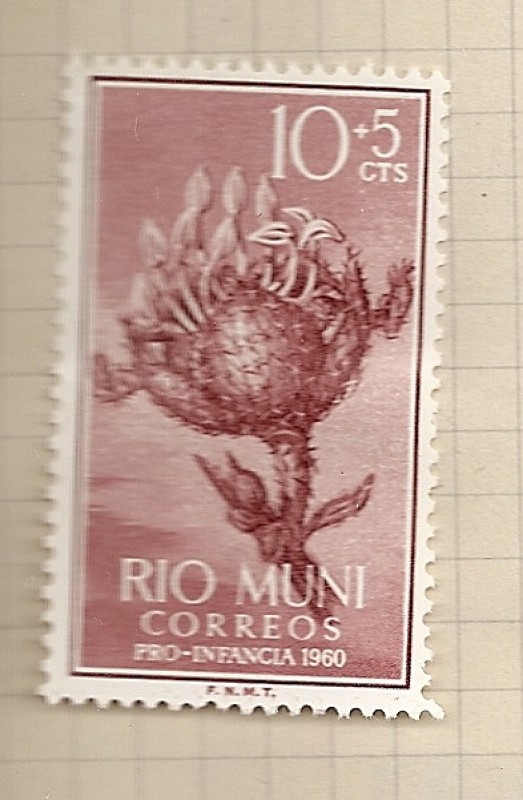 10+5
CTS
RIO MUNI
CORREOS
PRO-INFANCIA 1960
F.N.M.T.